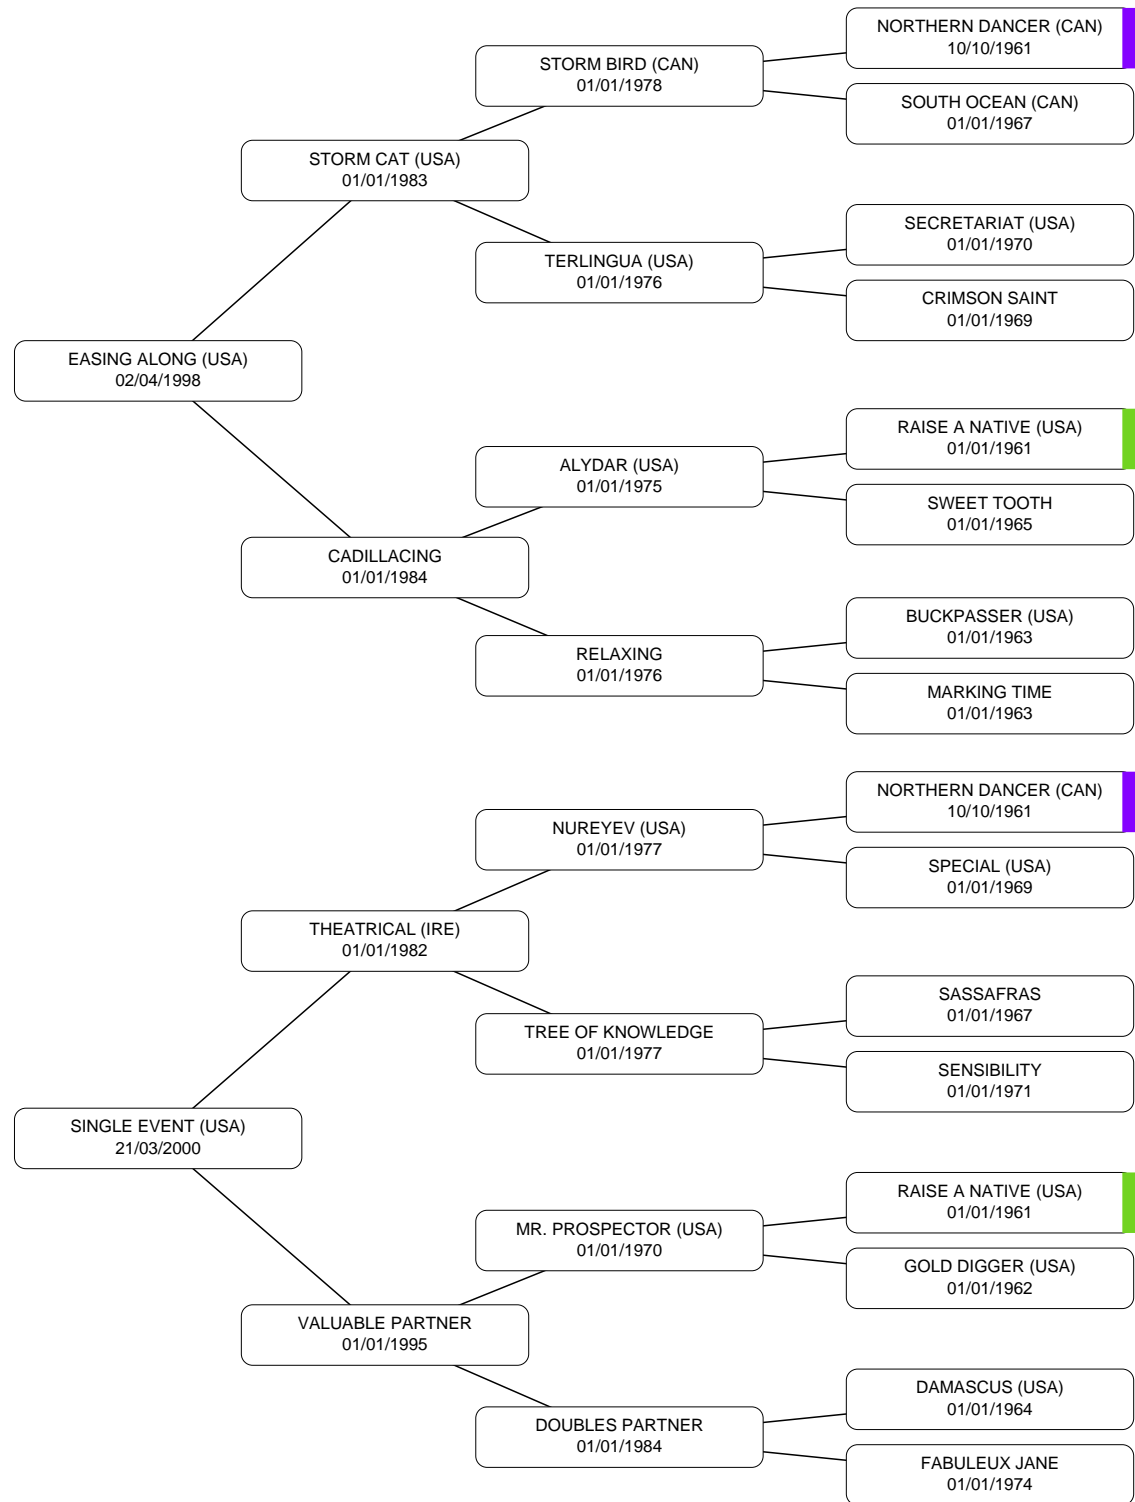 NORTHERN DANCER (CAN)
10/10/1961
STORM BIRD (CAN)
01/01/1978
SOUTH OCEAN (CAN)
01/01/1967
STORM CAT (USA)
01/01/1983
SECRETARIAT (USA)
01/01/1970
TERLINGUA (USA)
01/01/1976
CRIMSON SAINT
01/01/1969
EASING ALONG (USA)
02/04/1998
RAISE A NATIVE (USA)
01/01/1961
ALYDAR (USA)
01/01/1975
SWEET TOOTH
01/01/1965
CADILLACING
01/01/1984
BUCKPASSER (USA)
01/01/1963
RELAXING
01/01/1976
MARKING TIME
01/01/1963
NORTHERN DANCER (CAN)
10/10/1961
NUREYEV (USA)
01/01/1977
SPECIAL (USA)
01/01/1969
THEATRICAL (IRE)
01/01/1982
SASSAFRAS
01/01/1967
TREE OF KNOWLEDGE
01/01/1977
SENSIBILITY
01/01/1971
SINGLE EVENT (USA)
21/03/2000
RAISE A NATIVE (USA)
01/01/1961
MR. PROSPECTOR (USA)
01/01/1970
GOLD DIGGER (USA)
01/01/1962
VALUABLE PARTNER
01/01/1995
DAMASCUS (USA)
01/01/1964
DOUBLES PARTNER
01/01/1984
FABULEUX JANE
01/01/1974